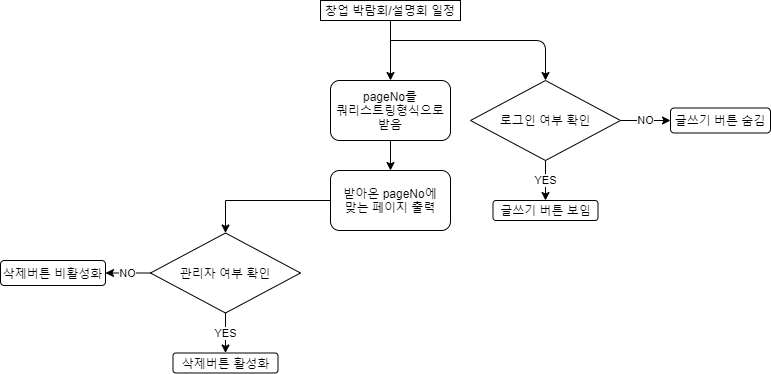 창업 박람회/설명회 일정
pageNo를
쿼리스트링형식으로
받음
로그인 여부 확인
NO
글쓰기 버튼 숨김
YES
글쓰기 버튼 보임
받아온 pageNo에
맞는 페이지 출력
관리자 여부 확인
NO
삭제버튼 비활성화
YES
삭제버튼 활성화